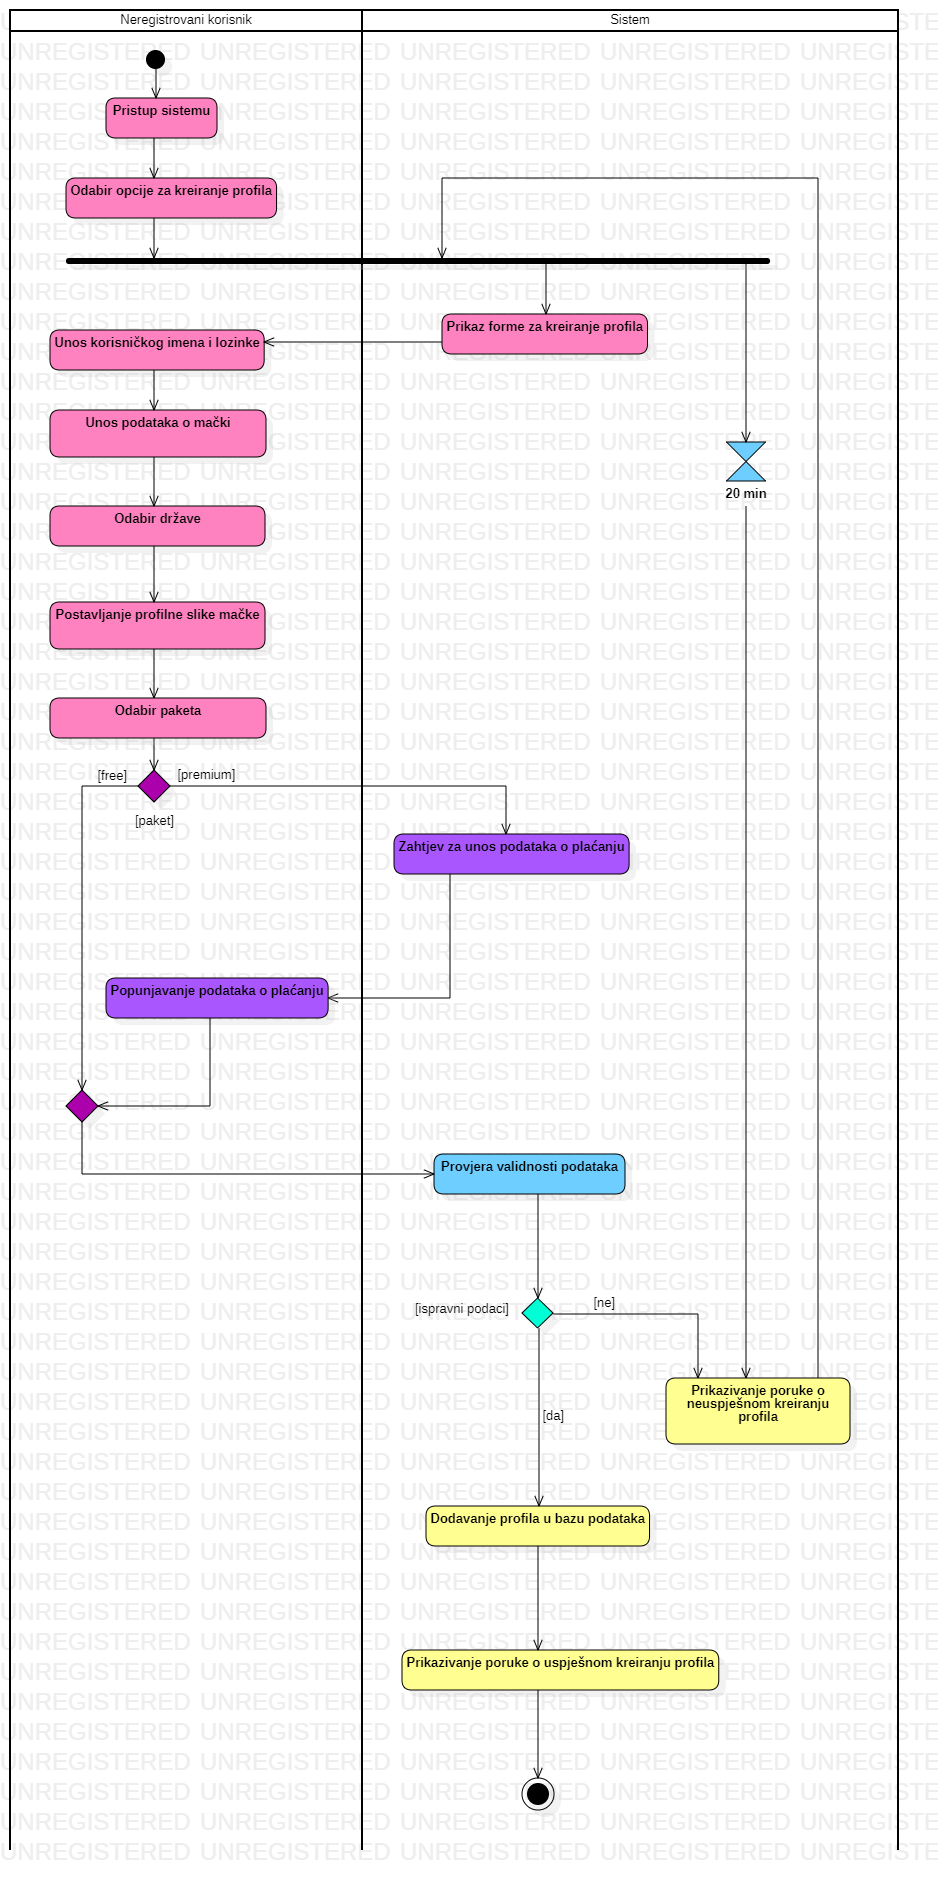 Neregistrovani korisnik
Sistem
Pristup sistemu
Odabir opcije za kreiranje profila
Prikaz forme za kreiranje profila
Unos korisničkog imena i lozinke
Unos podataka o mački
20 min
Odabir države
Postavljanje profilne slike mačke
Odabir paketa
[free]
[premium]
[paket]
Zahtjev za unos podataka o plaćanju
Popunjavanje podataka o plaćanju
Provjera validnosti podataka
[ispravni podaci]
[ne]
Prikazivanje poruke o
neuspješnom kreiranju
profila
[da]
Dodavanje profila u bazu podataka
Prikazivanje poruke o uspješnom kreiranju profila
UNREGISTERED